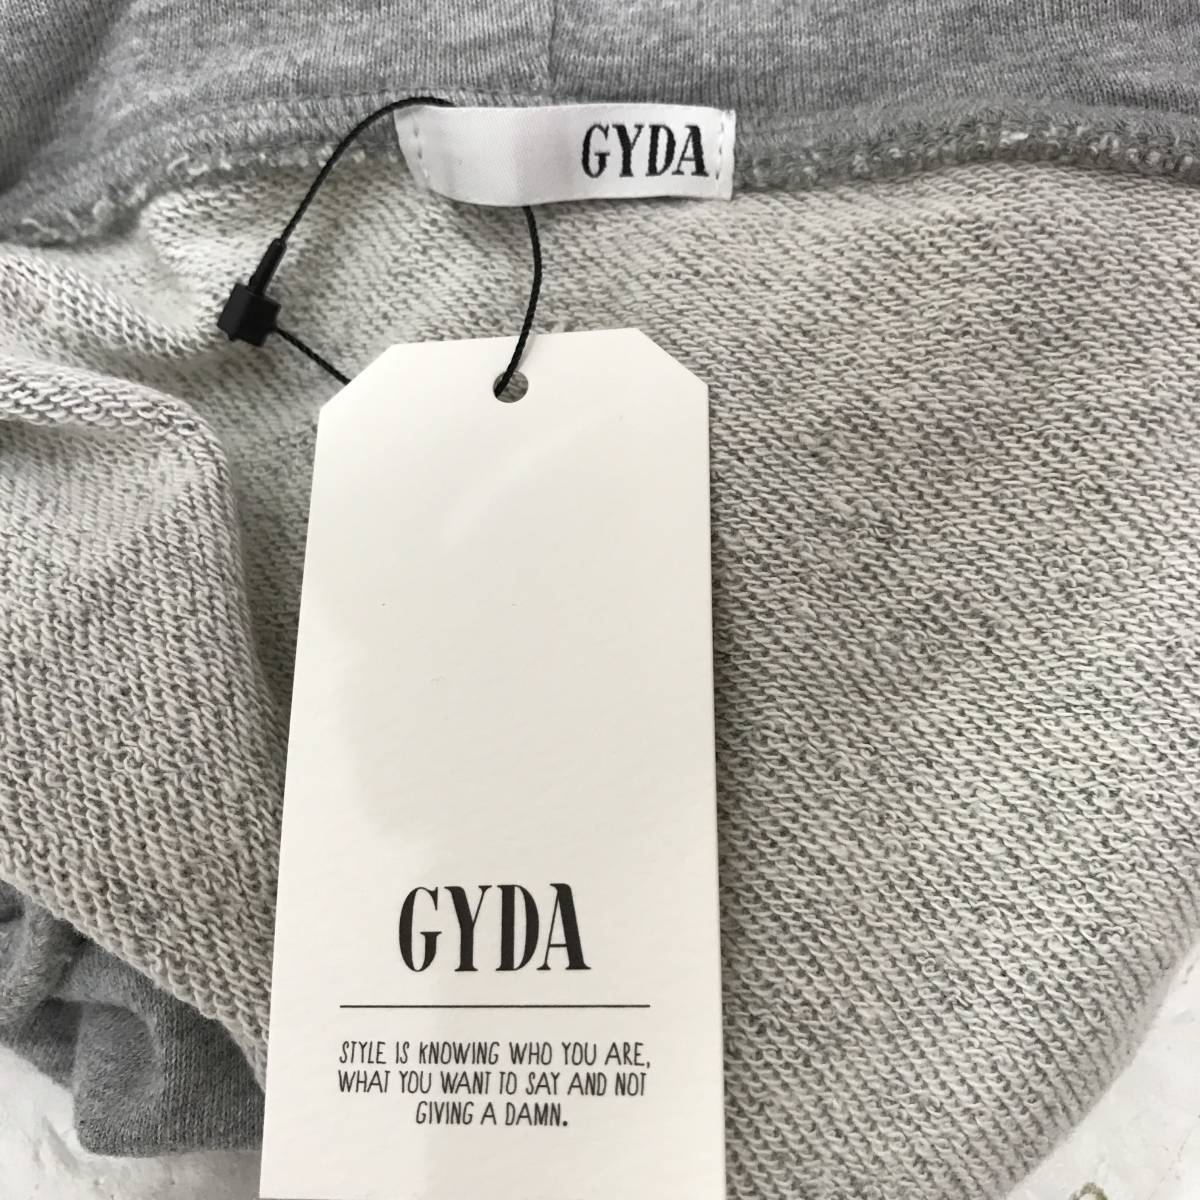 GYDA
GYDA
STYLE IS KNOWING WHO YOU ARE,
WHAT YOU WANT TO SAY AND NOT
GIVING A DAMN.